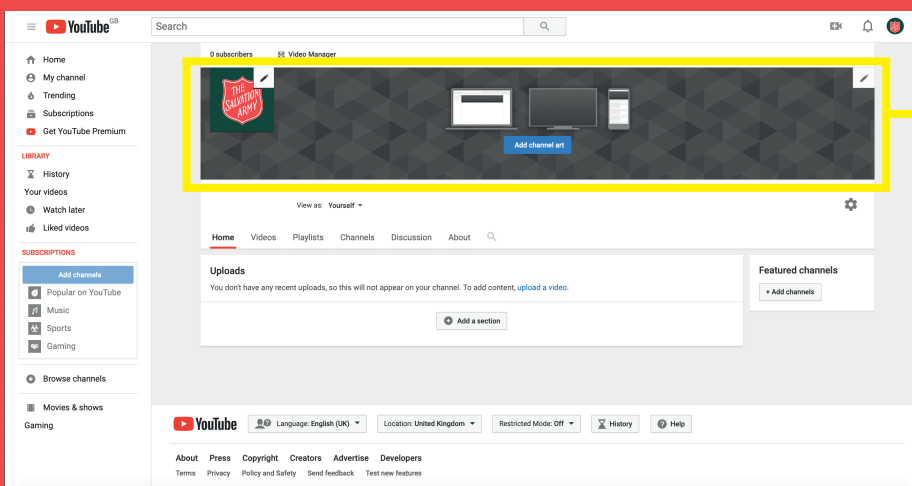 YouTube GB
Search
Home
My channel
Trending
Subscriptions
Get YouTube Premium
LIBRARY
History
Your videos
Watch later
Liked videos
SUBSCRIPTIONS
Add channels
Popular on YouTube
Music
Sports
Gaming
Browse channels
Movies & shows
Gaming
0 subscribers Video Manager
THE
SALVATION
ARMY
Add channel art
View as: Yourself
Home Videos Playlists Channels Discussion About
Uploads
You don't have any recent uploads, so this will not appear on your channel. To add content, upload a video.
Add a section
Featured channels
+ Add channels
YouTube Language: English (UK) Location: United Kingdom Restricted Mode: Off History Help
About Press Copyright Creators Advertise Developers
Terms Privacy Policy and Safety Send feedback Test new features